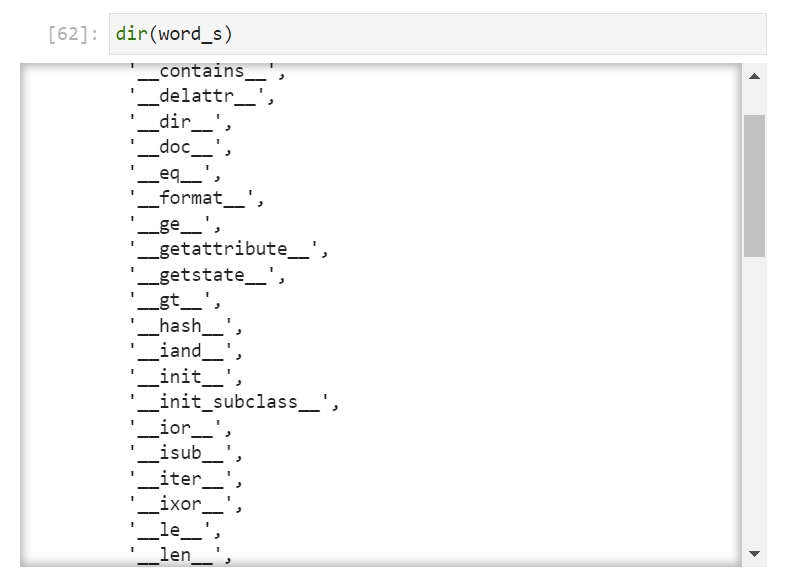 [62]: dir(word_s)
'__contains__',
'__delattr__',
'__dir__',
'__doc__',
'__eq__',
'__format__',
'__ge__',
'__getattribute__',
'__getstate__',
'__gt__',
'__hash__',
'__iand__',
'__init__',
'__init_subclass__',
'__ior__',
'__isub__',
'__iter__',
'__ixor__',
'__le__',
'__len__',